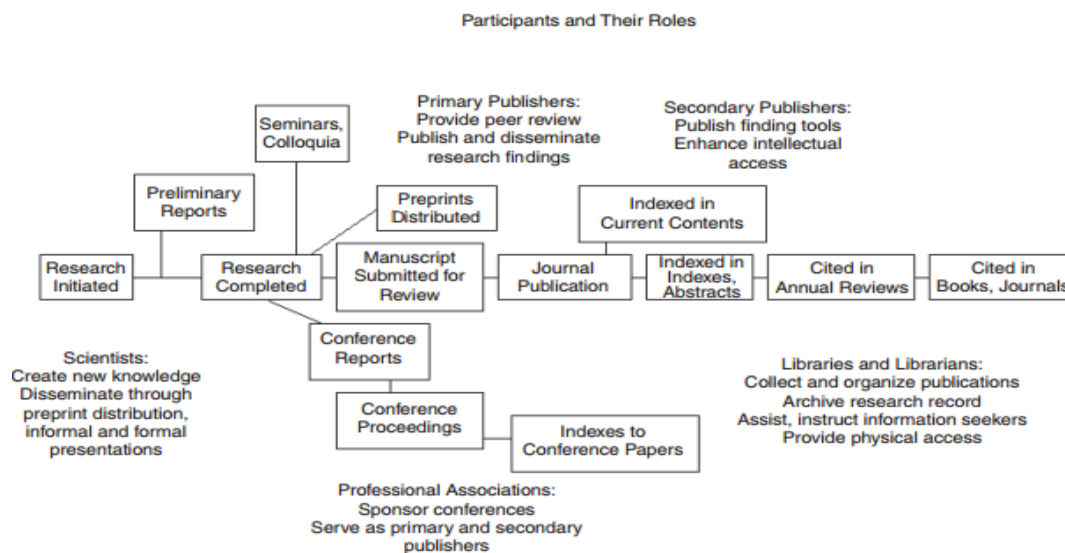 Participants and Their Roles
Primary Publishers:
Provide peer review
Publish and disseminate
research findings
Secondary Publishers:
Publish finding tools
Enhance intellectual
access
Seminars,
Colloquia
Preliminary
Reports
Preprints
Distributed
Indexed in
Current Contents
Research
Initiated
Research
Completed
Manuscript
Submitted for
Review
Journal
Publication
Indexed in
Indexes,
Abstracts
Cited in
Annual Reviews
Cited in
Books, Journals
Conference
Reports
Scientists:
Create new knowledge
Disseminate through
preprint distribution,
informal and formal
presentations
Conference
Proceedings
Indexes to
Conference Papers
Libraries and Librarians:
Collect and organize publications
Archive research record
Assist, instruct information seekers
Provide physical access
Professional Associations:
Sponsor conferences
Serve as primary and secondary
publishers